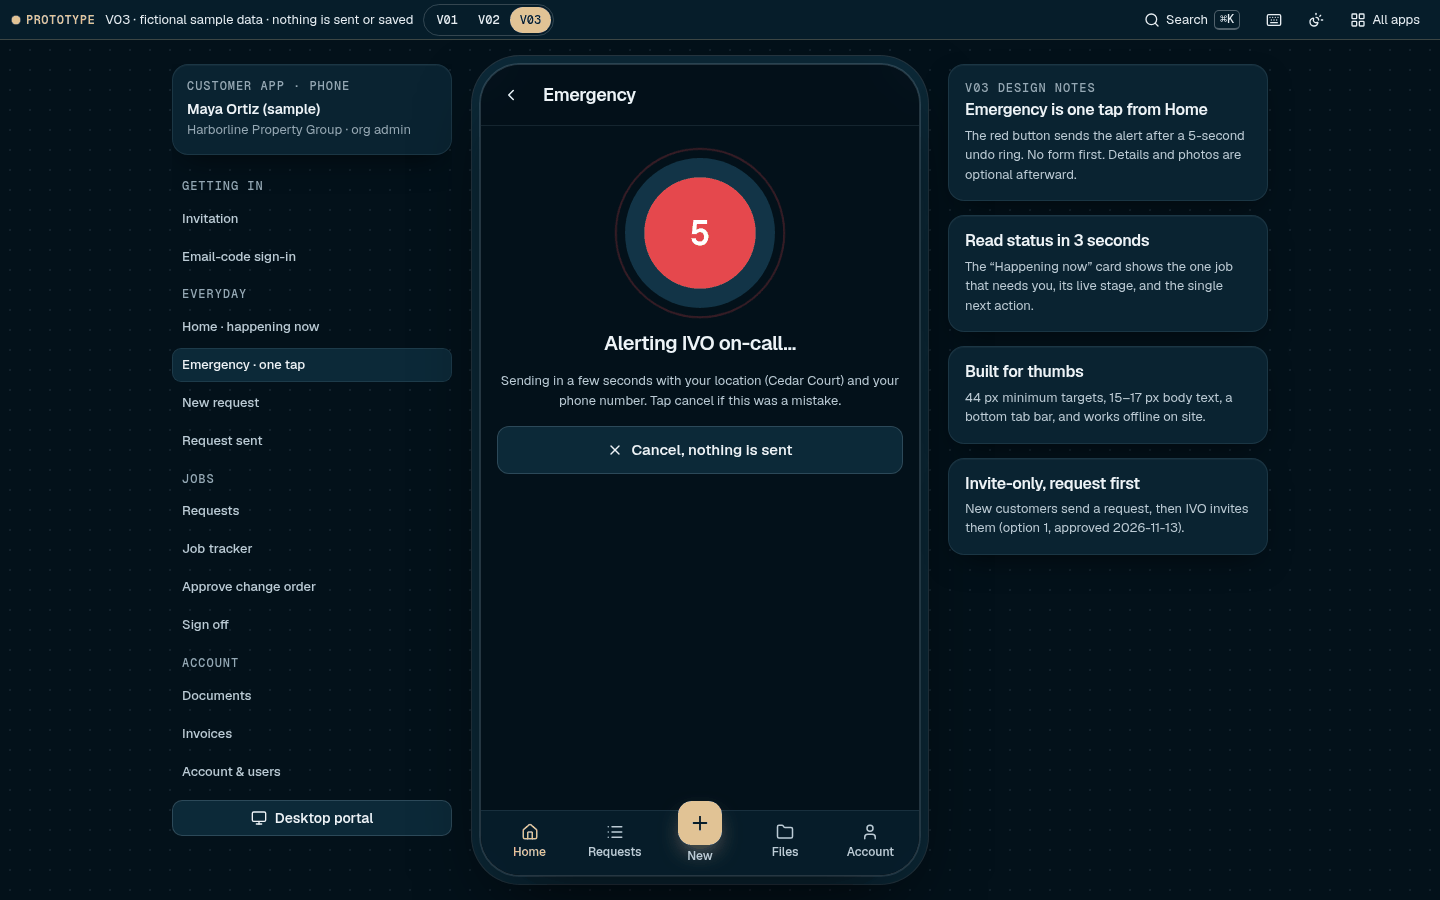 PROTOTYPE V03 · fictional sample data · nothing is sent or saved V01 V02 V03 Search ⌘K All apps
CUSTOMER APP · PHONE
Maya Ortiz (sample)
Harborline Property Group · org admin
GETTING IN
Invitation
Email-code sign-in
EVERYDAY
Home · happening now
Emergency · one tap
New request
Request sent
JOBS
Requests
Job tracker
Approve change order
Sign off
ACCOUNT
Documents
Invoices
Account & users
Desktop portal
Emergency
5
Alerting IVO on-call...
Sending in a few seconds with your location (Cedar Court) and your
phone number. Tap cancel if this was a mistake.
Cancel, nothing is sent
Home Requests New Files Account
V03 DESIGN NOTES
Emergency is one tap from Home
The red button sends the alert after a 5-second
undo ring. No form first. Details and photos are
optional afterward.
Read status in 3 seconds
The “Happening now” card shows the one job
that needs you, its live stage, and the single
next action.
Built for thumbs
44 px minimum targets, 15–17 px body text, a
bottom tab bar, and works offline on site.
Invite-only, request first
New customers send a request, then IVO invites
them (option 1, approved 2026-11-13).